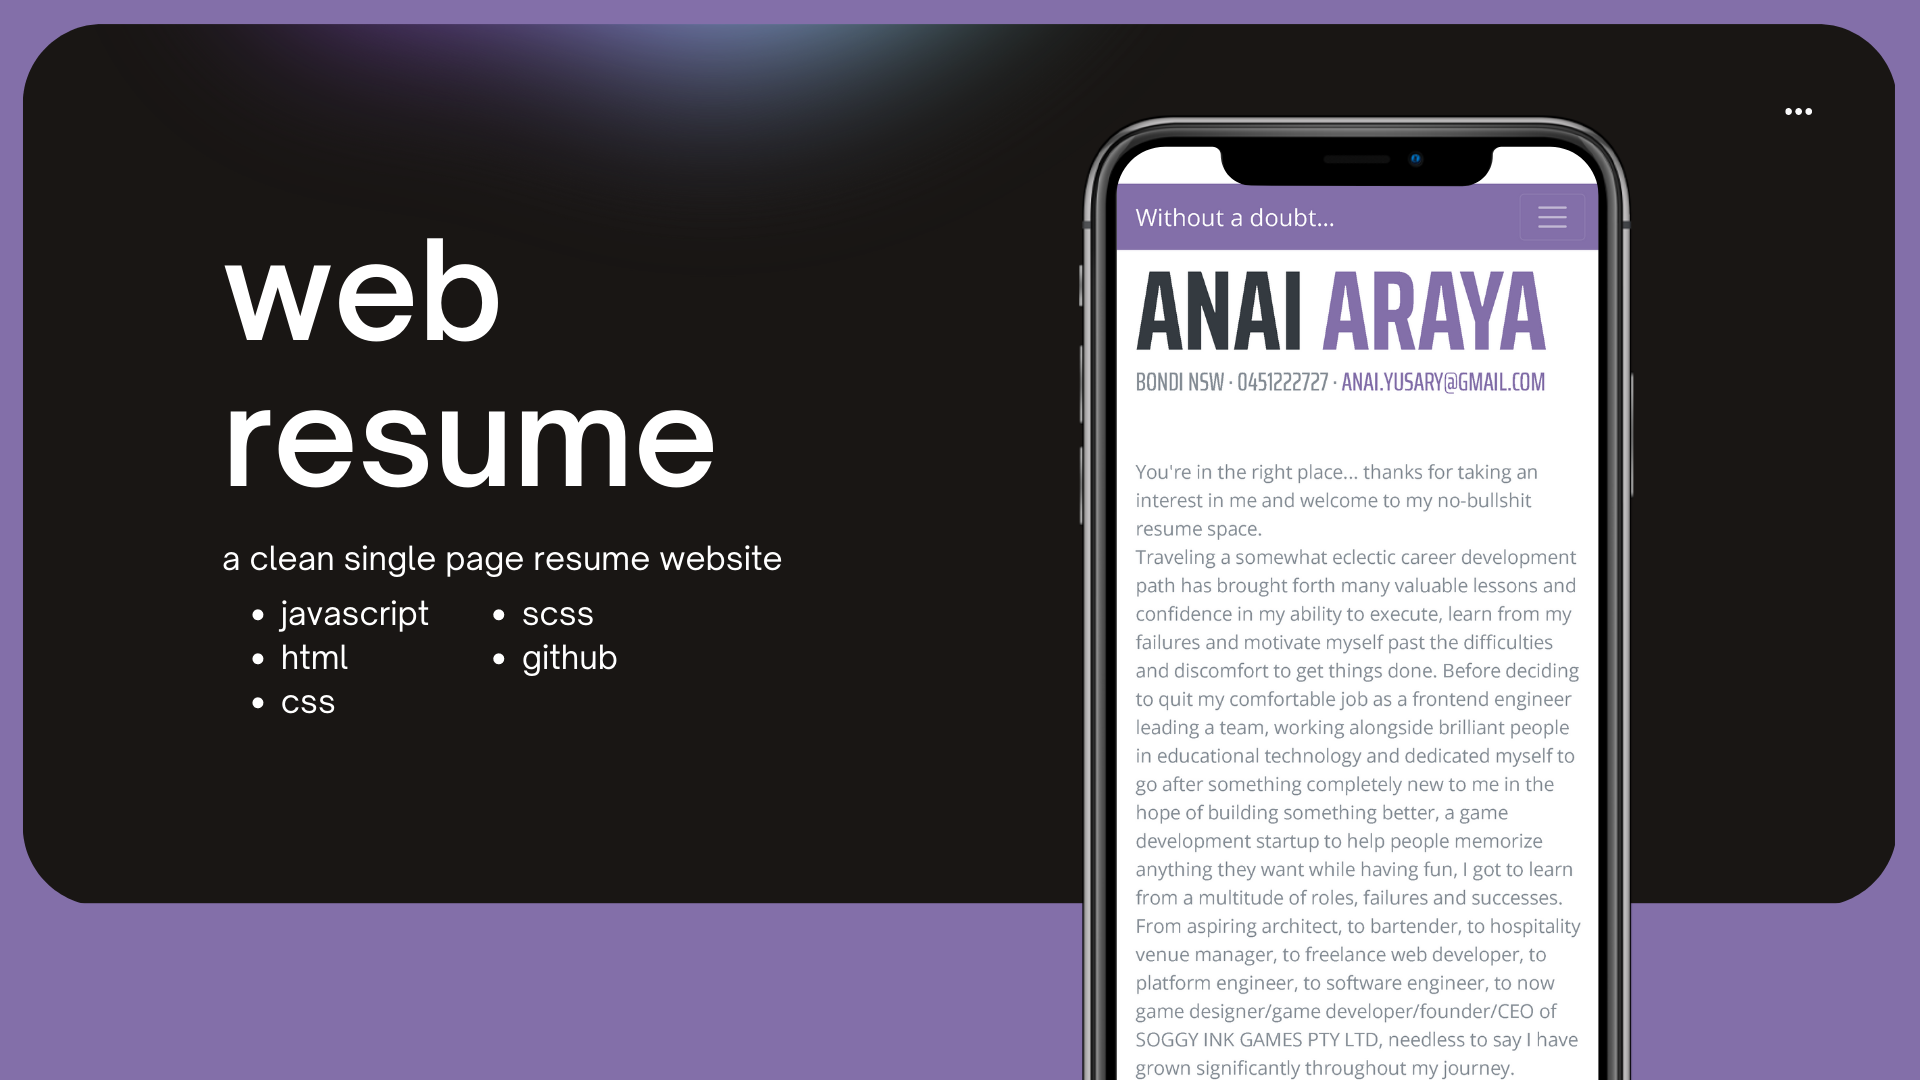 web
resume
a clean single page resume website
javascript
html
css
scss
github
Without a doubt...
ANAI ARAYA
BONDI NSW · 0451222727 · ANAI.YUSARY@GMAIL.COM
You're in the right place... thanks for taking an
interest in me and welcome to my no-bullshit
resume space.
Traveling a somewhat eclectic career development
path has brought forth many valuable lessons and
confidence in my ability to execute, learn from my
failures and motivate myself past the difficulties
and discomfort to get things done. Before deciding
to quit my comfortable job as a frontend engineer
leading a team, working alongside brilliant people
in educational technology and dedicated myself to
go after something completely new to me in the
hope of building something better, a game
development startup to help people memorize
anything they want while having fun, I got to learn
from a multitude of roles, failures and successes.
From aspiring architect, to bartender, to hospitality
venue manager, to freelance web developer, to
platform engineer, to software engineer, to now
game designer/game developer/founder/CEO of
SOGGY INK GAMES PTY LTD, needless to say I have
grown significantly throughout my journey.